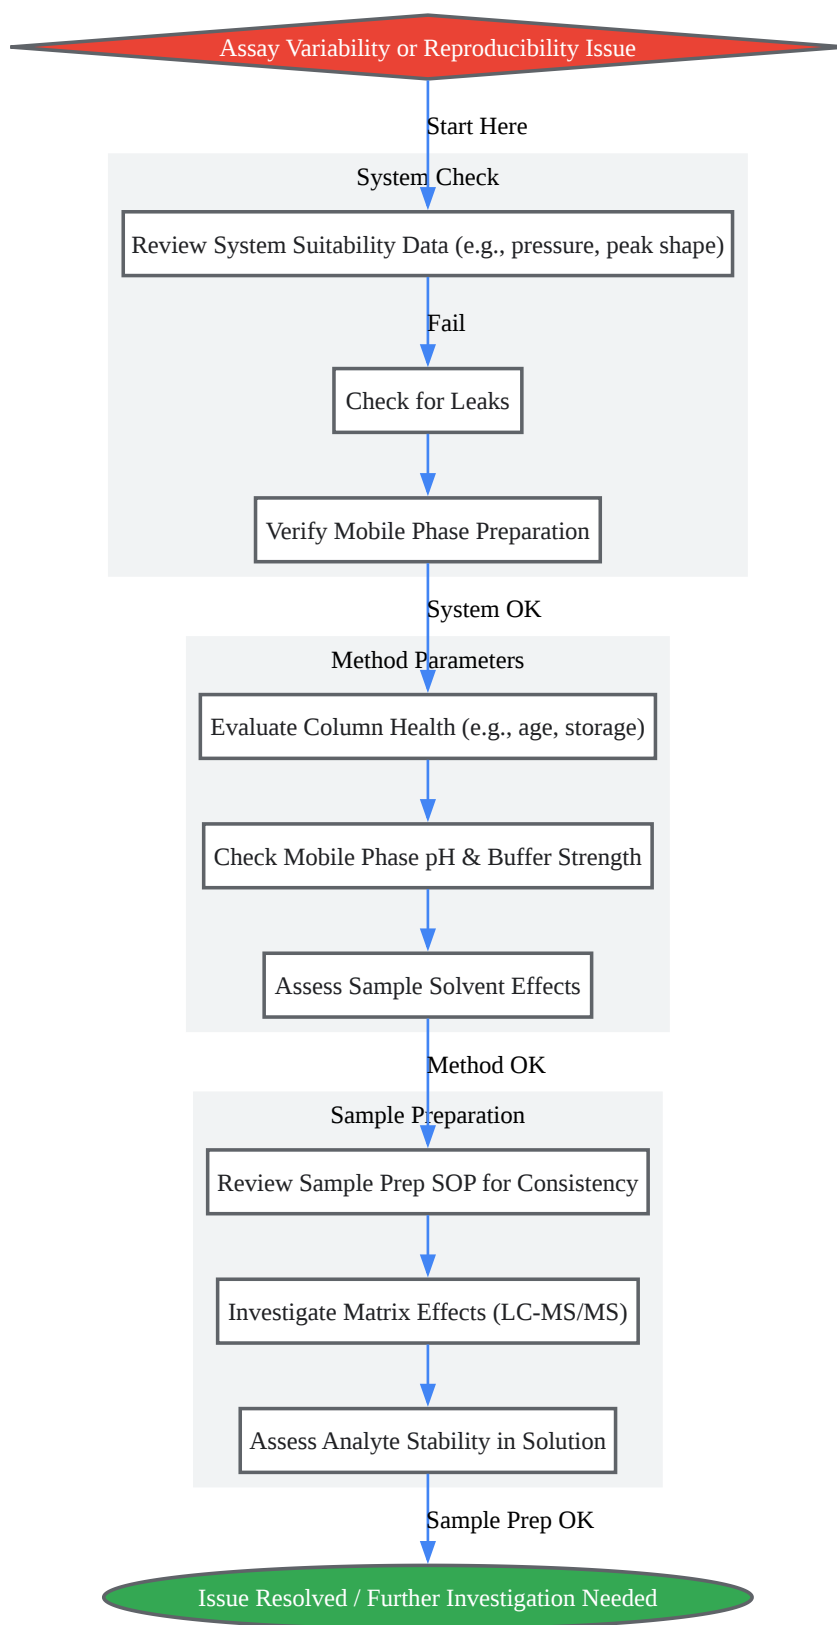 Assay Variability or Reproducibility Issue
Start Here
System Check
Review System Suitability Data (e.g., pressure, peak shape)
Fail
Check for Leaks
Verify Mobile Phase Preparation
System OK
Method Parameters
Evaluate Column Health (e.g., age, storage)
Check Mobile Phase pH & Buffer Strength
Assess Sample Solvent Effects
Method OK
Sample Preparation
Review Sample Prep SOP for Consistency
Investigate Matrix Effects (LC-MS/MS)
Assess Analyte Stability in Solution
Sample Prep OK
Issue Resolved / Further Investigation Needed